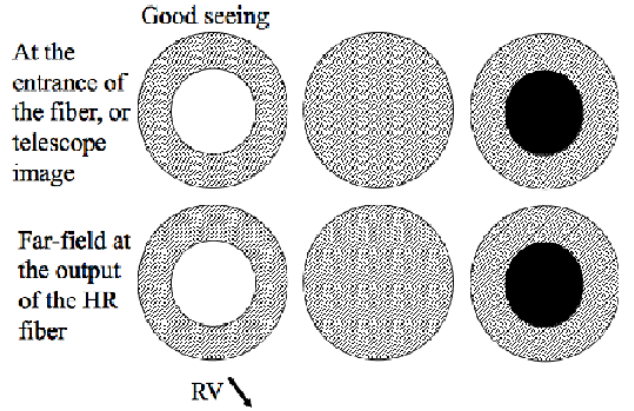 Good seeing
At the
entrance of
the fiber, or
telescope
image
Far-field at
the output
of the HR
fiber
RV